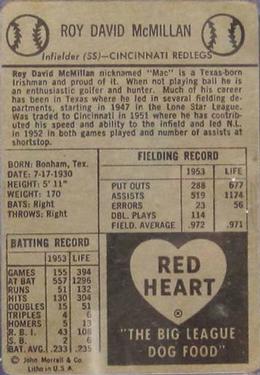 ROY DAVID McMILLAN
Infielder (SS)—CINCINNATI REDLEGS
Roy David McMillan nicknamed "Mac" is a Texas-born
Irishman and proud of it. When not playing ball he is
an enthusiastic golfer and hunter. Much of his career
has been in Texas where he led in several fielding de-
partments, starting in 1947 in the Lone Star League.
Was traded to Cincinnati in 1951 where he has contri-
buted his speed and ability to the infield and led N.L.
in 1952 in both games played and number of assists at
shortstop.
BORN: Bonham, Tex.
DATE: 7-17-1930
HEIGHT: 5' 11"
WEIGHT: 170
BATS: Right
THROWS: Right
FIELDING RECORD
1953 LIFE
PUT OUTS 288 677
ASSISTS 519 1174
ERRORS 23 56
DBL. PLAYS 114
FIELD. AVERAGE .972 .971
BATTING RECORD
1953 LIFE
GAMES 155 394
AT BAT 557 1296
RUNS 51 132
HITS 130 304
DOUBLES 15 51
TRIPLES 4 6
HOMERS 5 13
R. B. I. 43 108
S. B. 2 6
BAT. AVG. .233 .235
© John Morrell & Co.
Litho in U.S.A.
RED
HEART
®
"THE BIG LEAGUE
DOG FOOD"